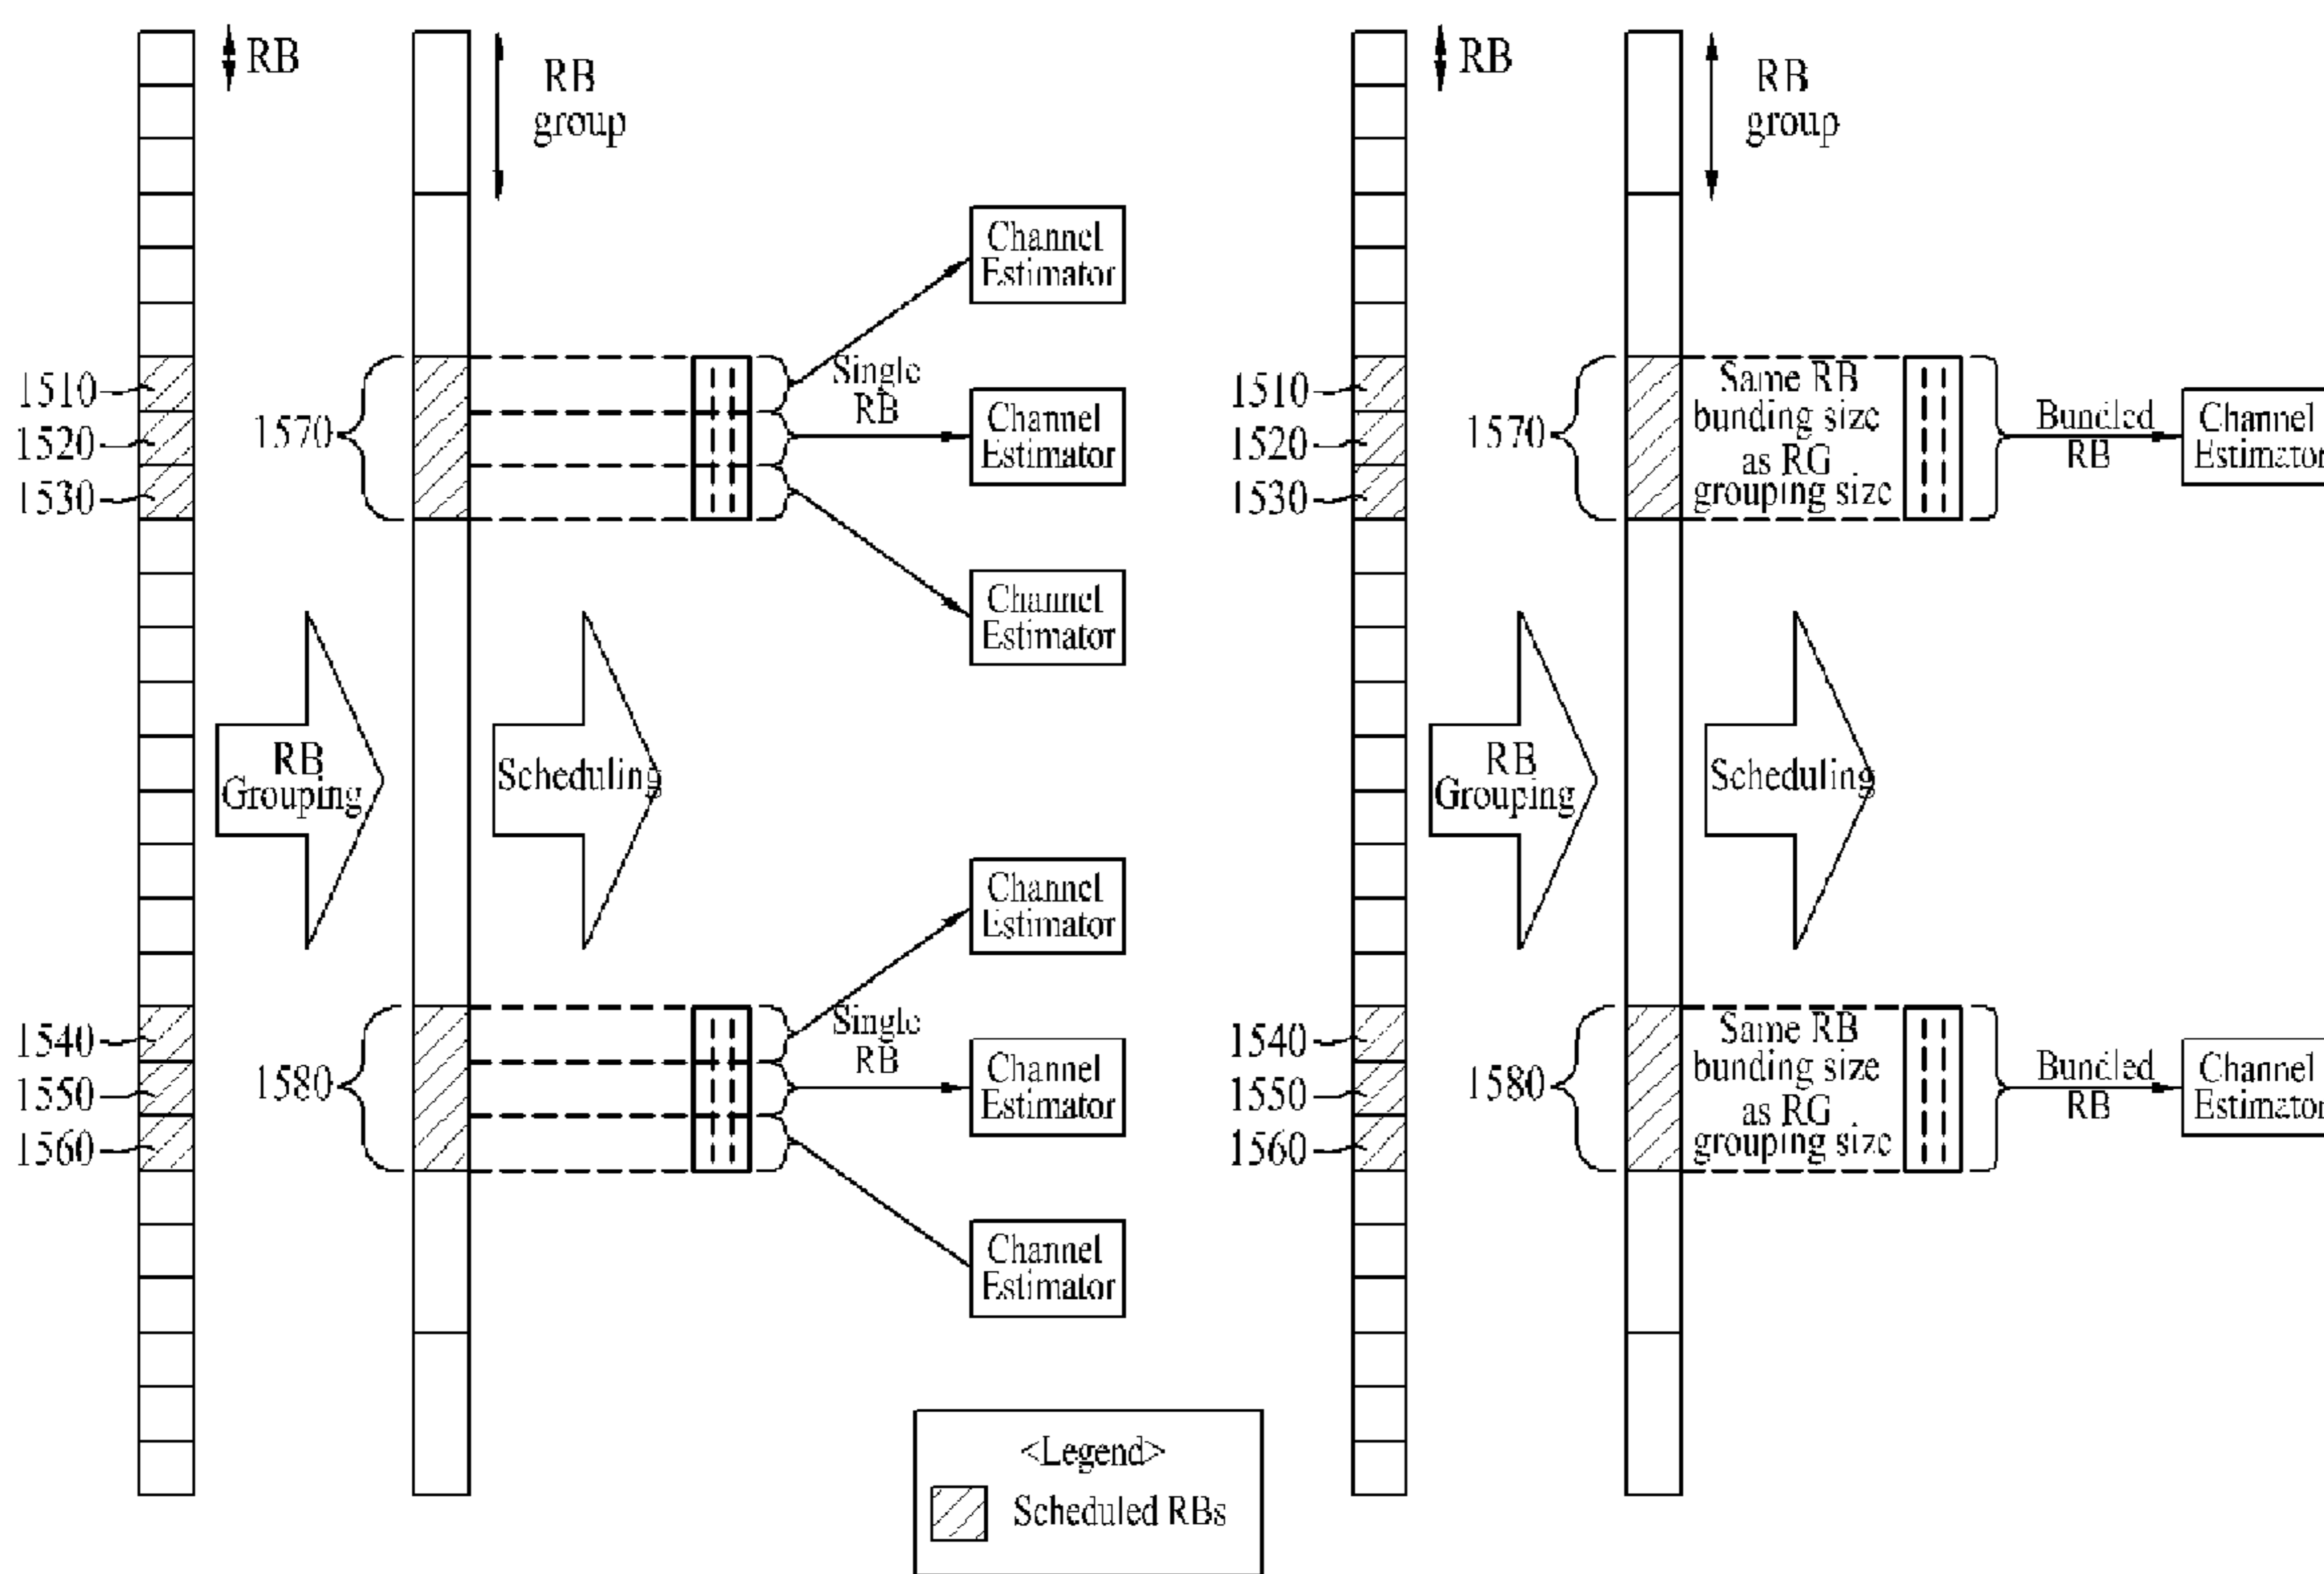 RB
RB
group
Channel
Estimator
1510
1520
1530
1570
Single
RB
Channel
Estimator
Channel
Estimator
RB
Grouping
Scheduling
Channel
Estimator
1540
1550
1560
1580
Single
RB
Channel
Estimator
Channel
Estimator
<Legend>
Scheduled RBs
RB
RB
group
1510
1520
1530
1570
Same RB
bunding size
as RG
grouping size
Bundled
RB
Channel
Estimator
RB
Grouping
Scheduling
1540
1550
1560
1580
Same RB
bunding size
as RG
grouping size
Bundled
RB
Channel
Estimator